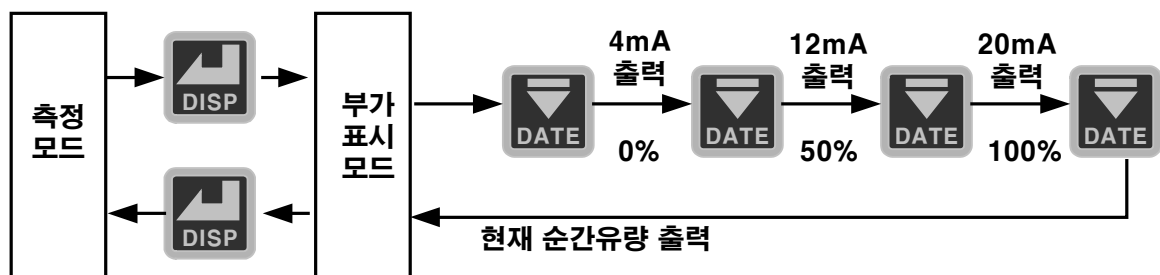 측정
모드
DISP
DISP
부가
표시
모드
DATE
4mA
출력
0%
DATE
12mA
출력
50%
DATE
20mA
출력
100%
DATE
현재 순간유량 출력